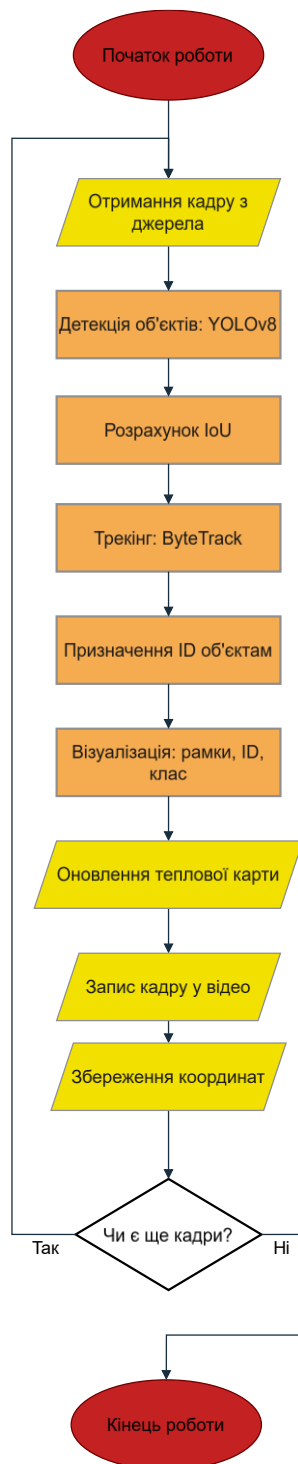 Початок роботи
Отримання кадру з
джерела
Детекція об'єктів: YOLOv8
Розрахунок IoU
Трекінг: ByteTrack
Призначення ID об'єктам
Візуалізація: рамки, ID,
клас
Оновлення теплової карти
Запис кадру у відео
Збереження координат
Чи є ще кадри?
Так
Ні
Кінець роботи